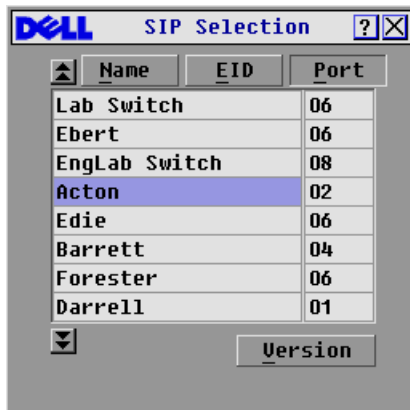 DELL SIP Selection ? X
Name EID Port
Lab Switch 06
Ebert 06
EngLab Switch 08
Acton 02
Edie 06
Barrett 04
Forester 06
Darrell 01
Version